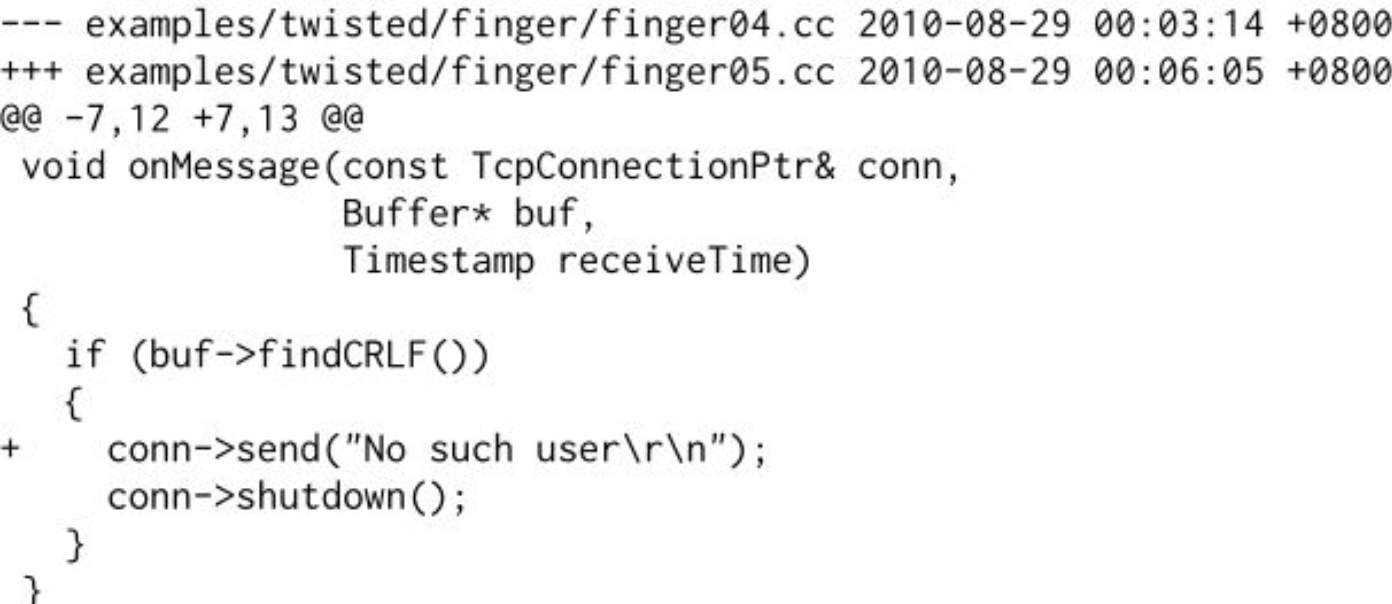 --- examples/twisted/finger/finger04.cc 2010-08-29 00:03:14 +0800
+++ examples/twisted/finger/finger05.cc 2010-08-29 00:06:05 +0800
@@ -7,12 +7,13 @@
 void onMessage(const TcpConnectionPtr& conn,
                Buffer* buf,
                Timestamp receiveTime)
 {
   if (buf->findCRLF())
   {
+    conn->send("No such user\r\n");
     conn->shutdown();
   }
 }